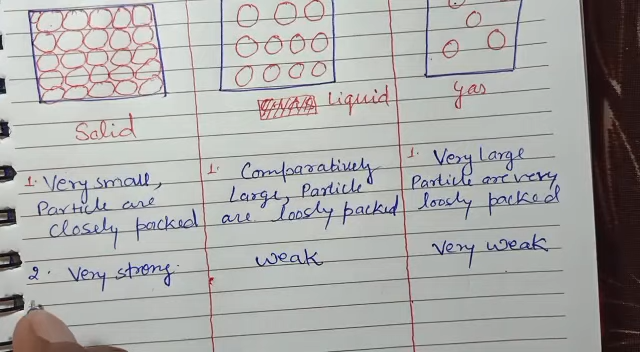 Solid
Liquid
gas
1. Very small,
Particle are
closely packed
1. Comparatively
Large, Particle
are loosly packed
1. Very large
Particle are very
loosly packed
2. Very strong.
weak
Very weak